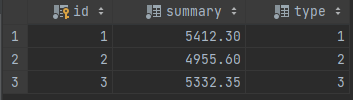 id summary type
1 1 5412.30 1
2 2 4955.60 2
3 3 5332.35 3